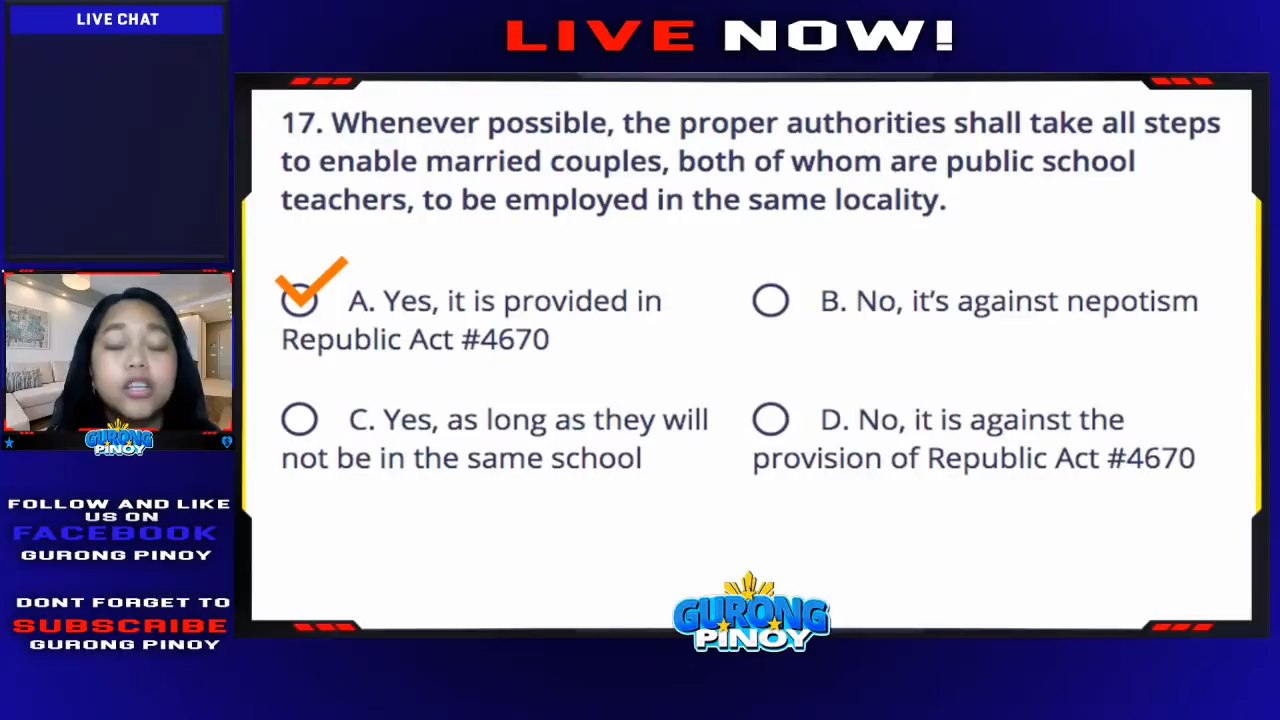 LIVE CHAT
LIVE NOW!
17. Whenever possible, the proper authorities shall take all steps
to enable married couples, both of whom are public school
teachers, to be employed in the same locality.
A. Yes, it is provided in
Republic Act #4670
B. No, it's against nepotism
C. Yes, as long as they will
not be in the same school
D. No, it is against the
provision of Republic Act #4670
GURONG
PINOY
FOLLOW AND LIKE
US ON
FACEBOOK
GURONG PINOY
DONT FORGET TO
SUBSCRIBE
GURONG PINOY
GURONG
PINOY